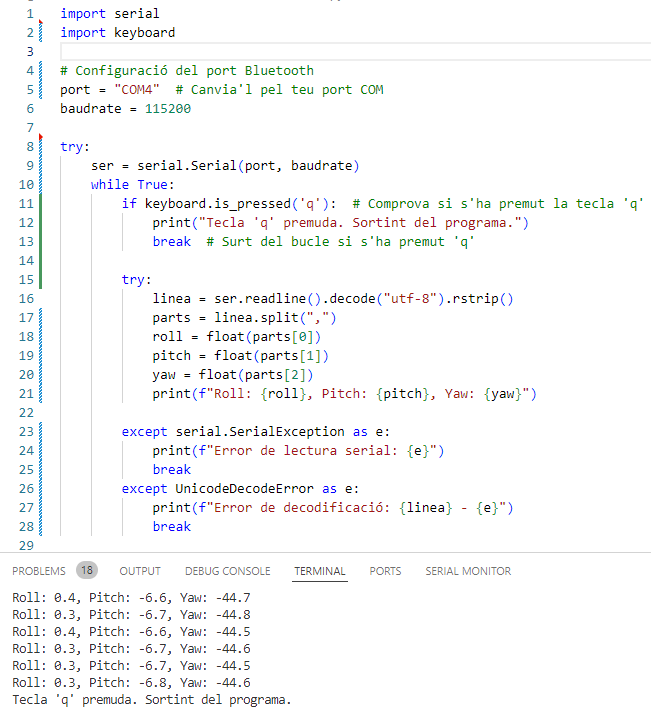 1 import serial
2 import keyboard
3
4 # Configuració del port Bluetooth
5 port = "COM4"  # Canvia'l pel teu port COM
6 baudrate = 115200
7
8 try:
9     ser = serial.Serial(port, baudrate)
10     while True:
11         if keyboard.is_pressed('q'):  # Comprova si s'ha premut la tecla 'q'
12             print("Tecla 'q' premuda. Sortint del programa.")
13             break  # Surt del bucle si s'ha premut 'q'
14
15         try:
16             linea = ser.readline().decode("utf-8").rstrip()
17             parts = linea.split(",")
18             roll = float(parts[0])
19             pitch = float(parts[1])
20             yaw = float(parts[2])
21             print(f"Roll: {roll}, Pitch: {pitch}, Yaw: {yaw}")
22
23         except serial.SerialException as e:
24             print(f"Error de lectura serial: {e}")
25             break
26         except UnicodeDecodeError as e:
27             print(f"Error de decodificació: {linea} - {e}")
28             break
29
PROBLEMS 18 OUTPUT DEBUG CONSOLE TERMINAL PORTS SERIAL MONITOR
Roll: 0.4, Pitch: -6.6, Yaw: -44.7
Roll: 0.3, Pitch: -6.7, Yaw: -44.8
Roll: 0.4, Pitch: -6.6, Yaw: -44.5
Roll: 0.3, Pitch: -6.7, Yaw: -44.6
Roll: 0.3, Pitch: -6.7, Yaw: -44.5
Roll: 0.3, Pitch: -6.8, Yaw: -44.6
Tecla 'q' premuda. Sortint del programa.